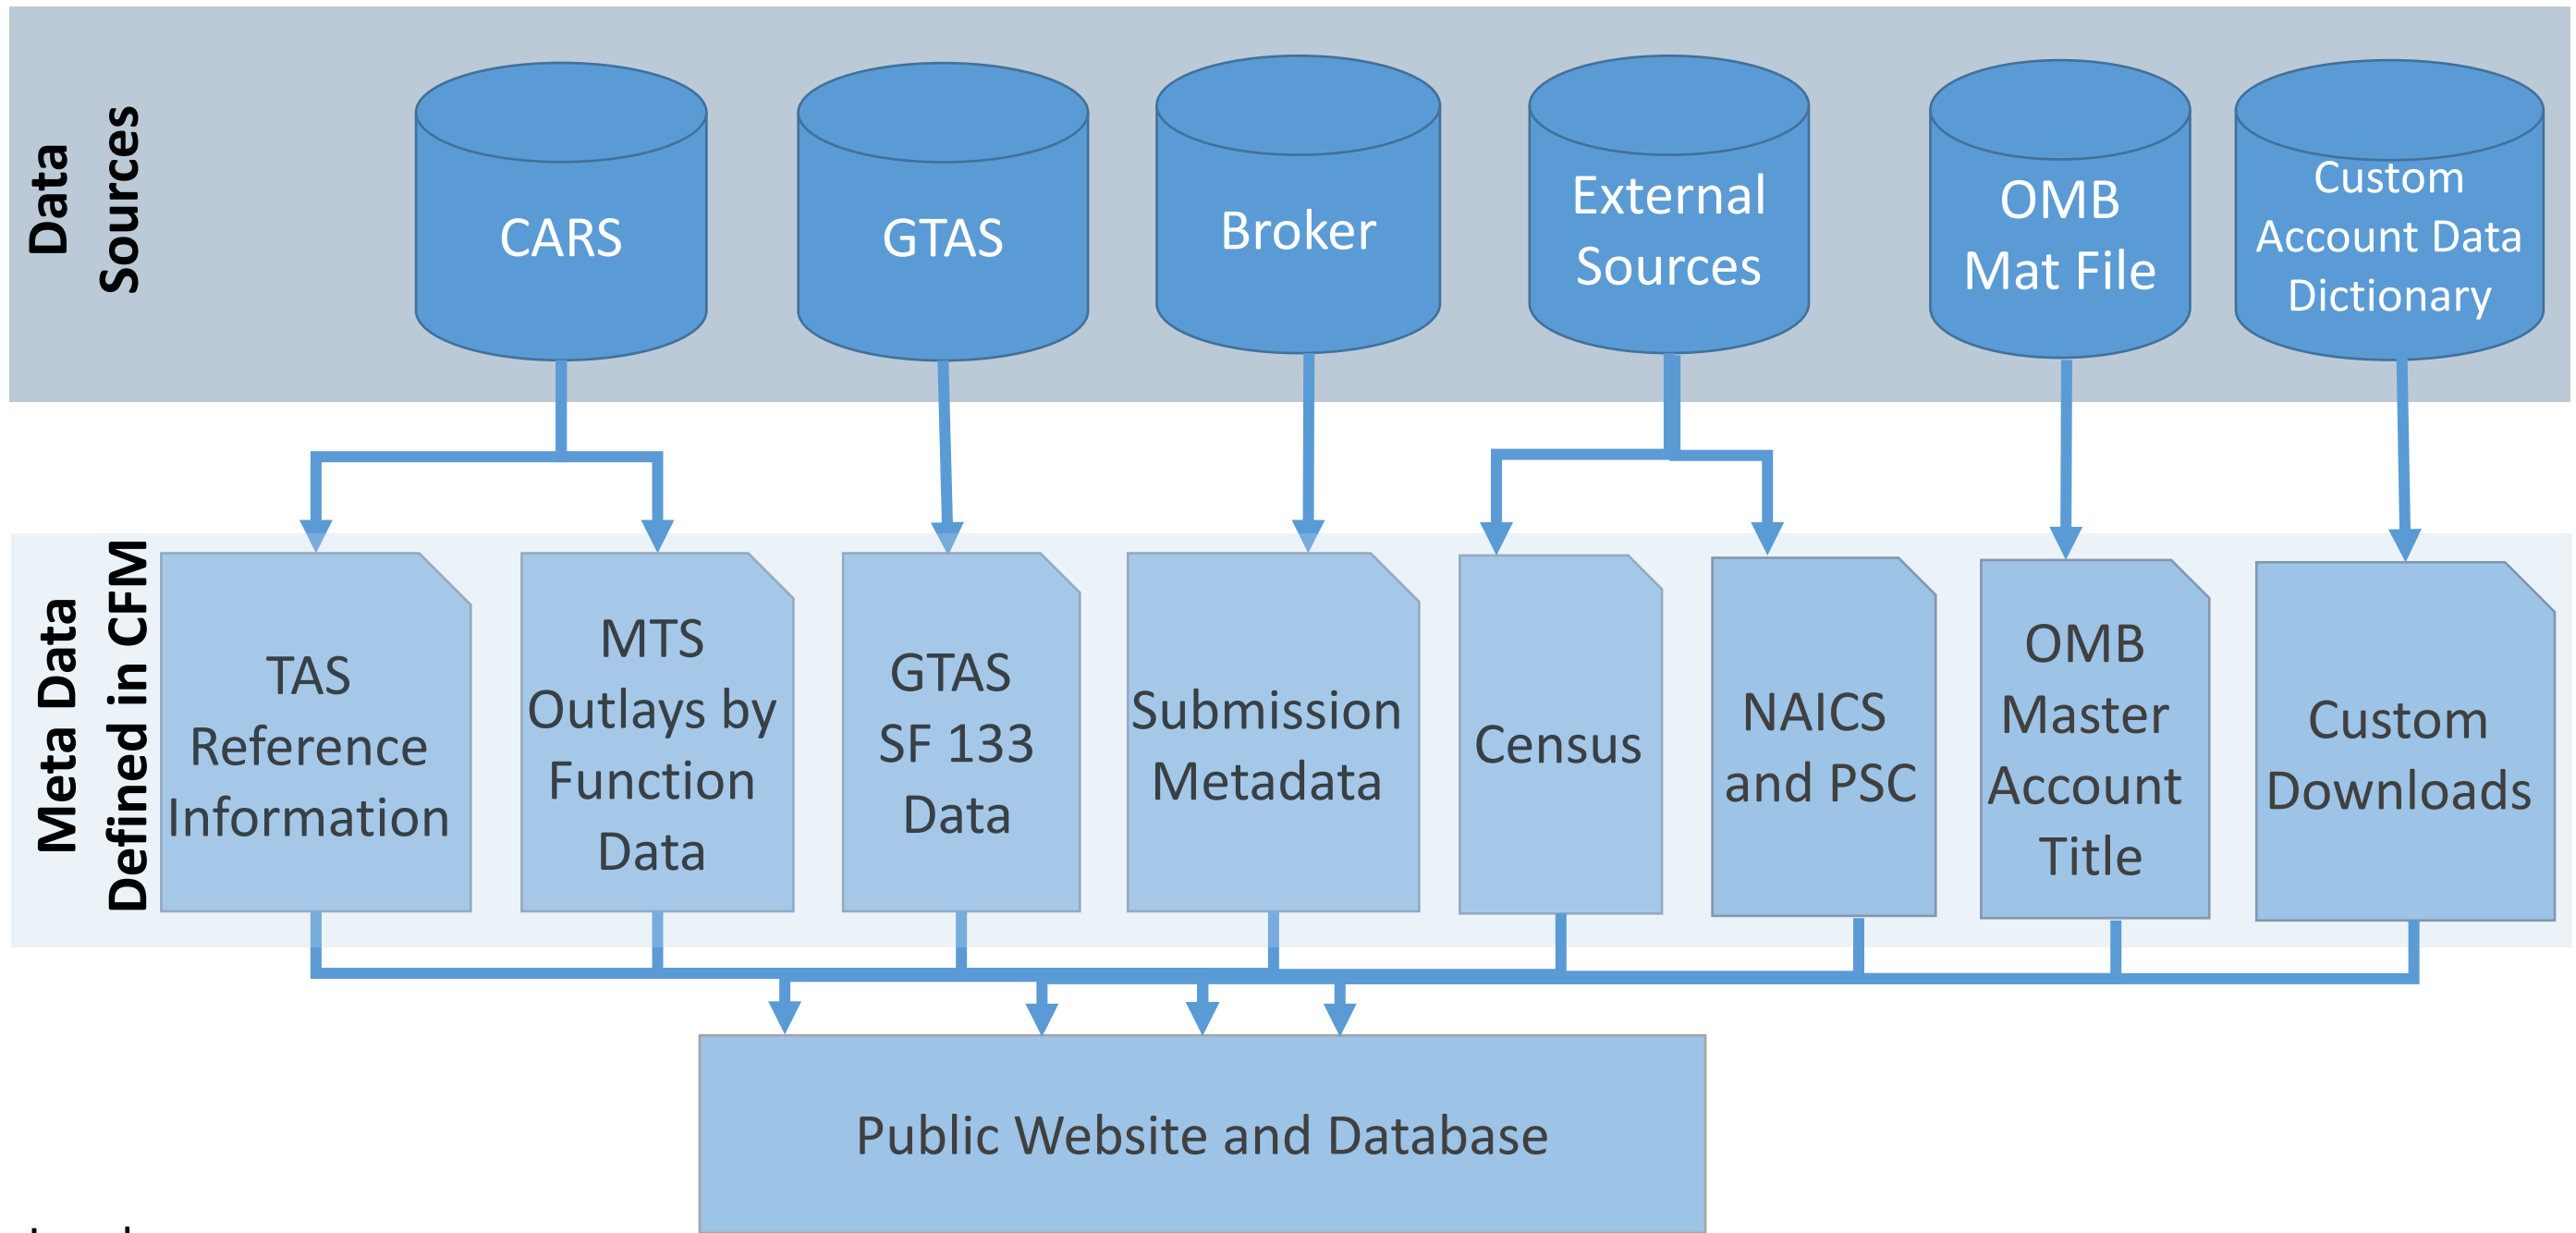 Data
Sources
CARS
GTAS
Broker
External
Sources
OMB
Mat File
Custom
Account Data
Dictionary
Meta Data
Defined in CFM
TAS
Reference
Information
MTS
Outlays by
Function
Data
GTAS
SF 133
Data
Submission
Metadata
Census
NAICS
and PSC
OMB
Master
Account
Title
Custom
Downloads
Public Website and Database